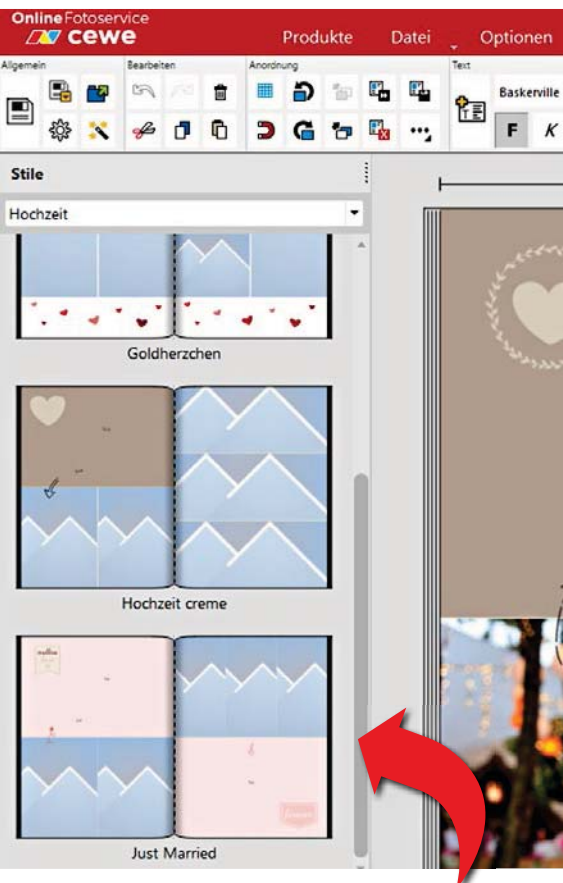 Online Fotoservice
cewe
Produkte Datei Optionen
Allgemein Bearbeiten Anordnung Text
Baskerville
F K
Stile
Hochzeit
Goldherzchen
Hochzeit creme
Just Married